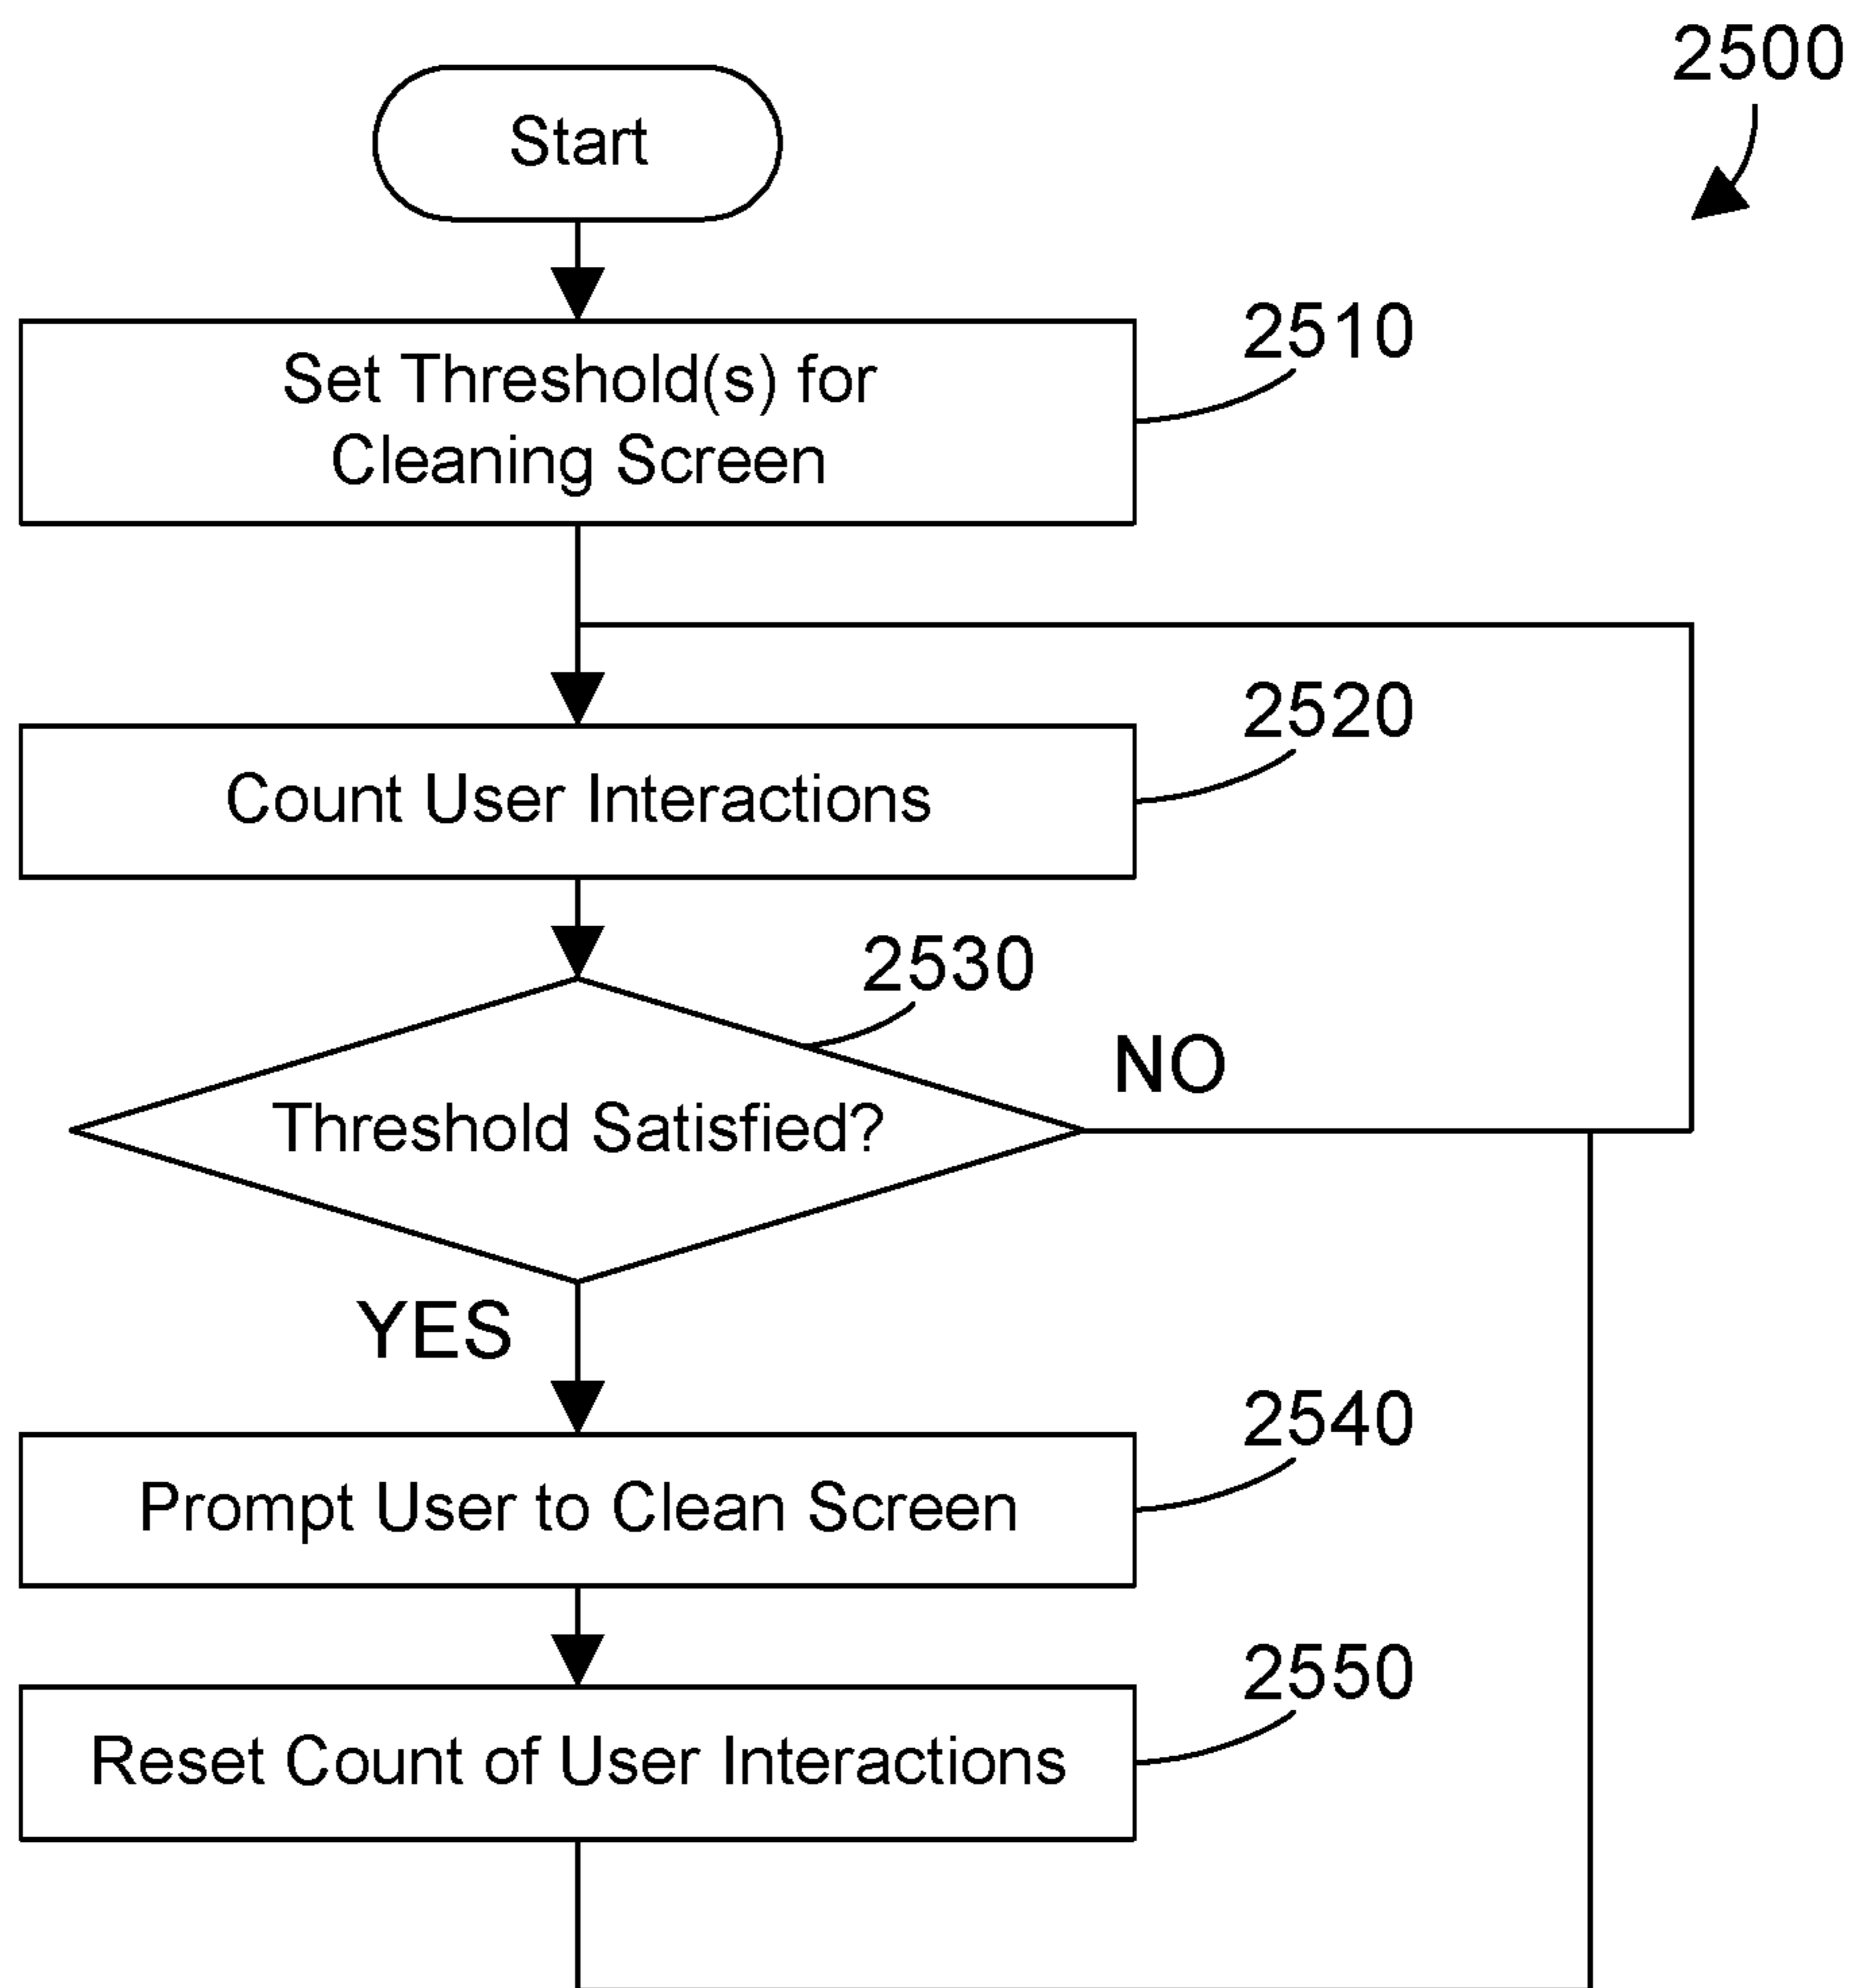 2500
Start
2510
Set Threshold(s) for
Cleaning Screen
2520
Count User Interactions
2530
NO
Threshold Satisfied?
YES
2540
Prompt User to Clean Screen
2550
Reset Count of User Interactions